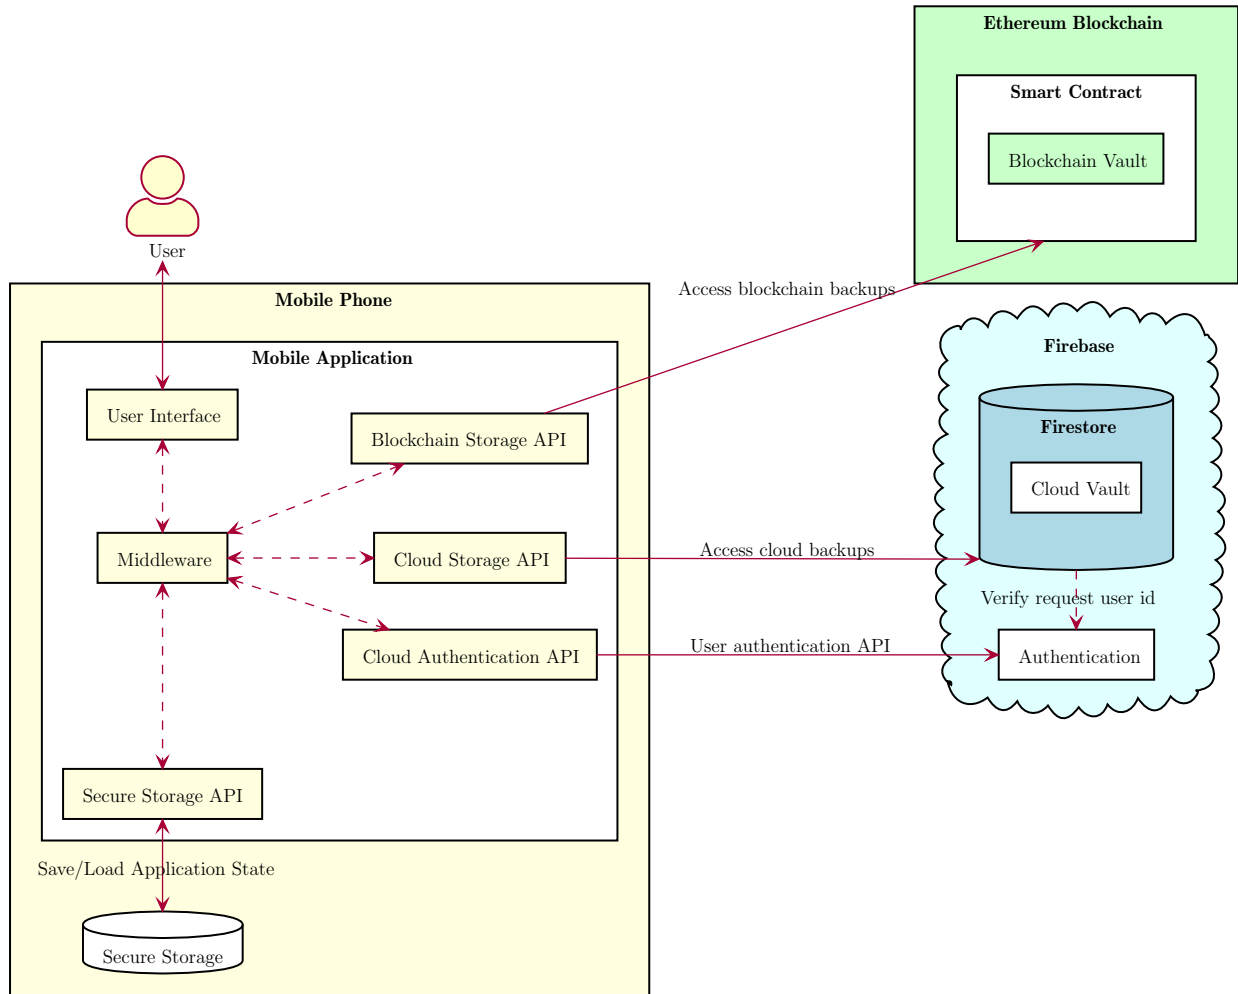 Ethereum Blockchain
Smart Contract
Blockchain Vault
User
Access blockchain backups
Mobile Phone
Firebase
Mobile Application
User Interface
Firestore
Blockchain Storage API
Cloud Vault
Middleware
Cloud Storage API
Access cloud backups
Verify request user id
Cloud Authentication API
User authentication API
Authentication
Secure Storage API
Save/Load Application State
Secure Storage